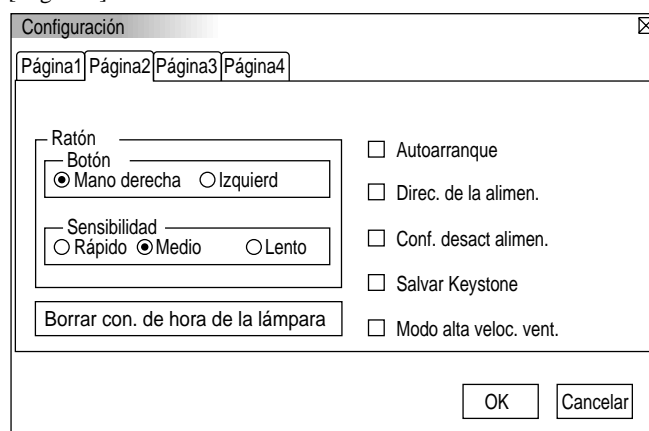 Configuración
Página1 Página2 Página3 Página4
Ratón
Botón
Mano derecha Izquierd
Sensibilidad
Rápido Medio Lento
Borrar con. de hora de la lámpara
Autoarranque
Direc. de la alimen.
Conf. desact alimen.
Salvar Keystone
Modo alta veloc. vent.
OK Cancelar